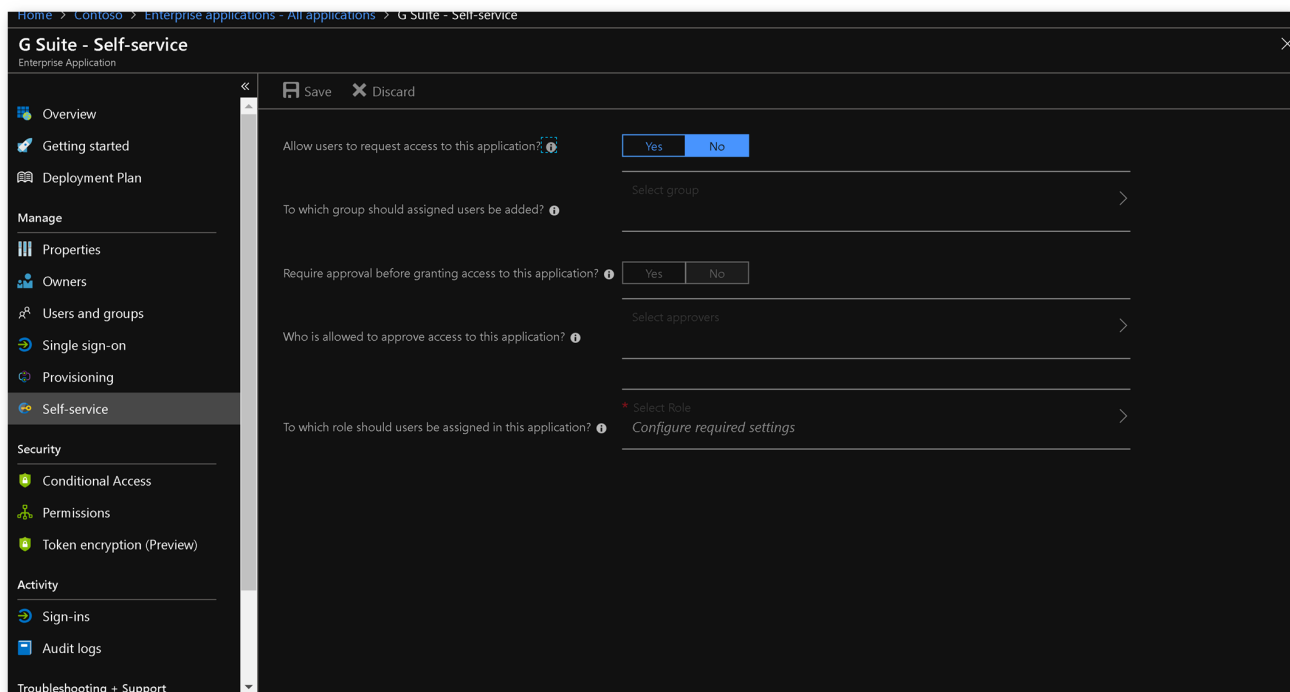 Home > Contoso > Enterprise applications - All applications > G Suite - Self-service
G Suite - Self-service
Enterprise Application
«
Overview
Getting started
Deployment Plan
Manage
Properties
Owners
Users and groups
Single sign-on
Provisioning
Self-service
Security
Conditional Access
Permissions
Token encryption (Preview)
Activity
Sign-ins
Audit logs
Troubleshooting + Support
Save Discard
Allow users to request access to this application? Yes No
Select group
To which group should assigned users be added?
Require approval before granting access to this application? Yes No
Select approvers
Who is allowed to approve access to this application?
* Select Role
To which role should users be assigned in this application? Configure required settings